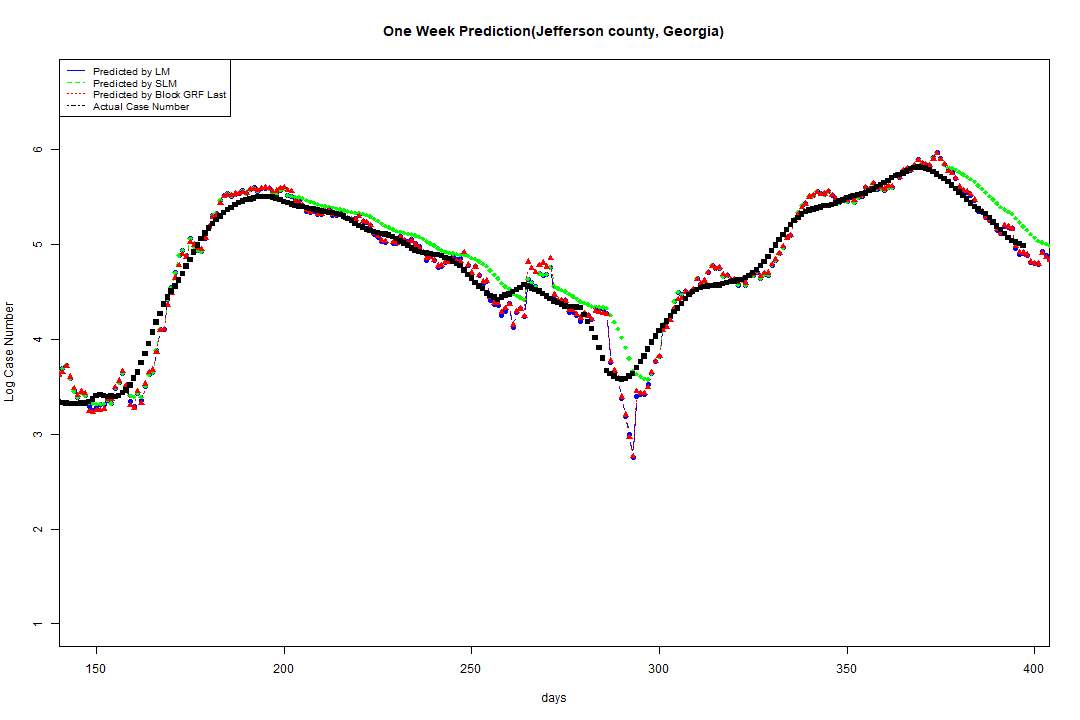 One Week Prediction(Jefferson county, Georgia)
Predicted by LM
Predicted by SLM
Predicted by Block GRF Last
Actual Case Number
6
5
4
3
2
1
Log Case Number
150 200 250 300 350 400
days